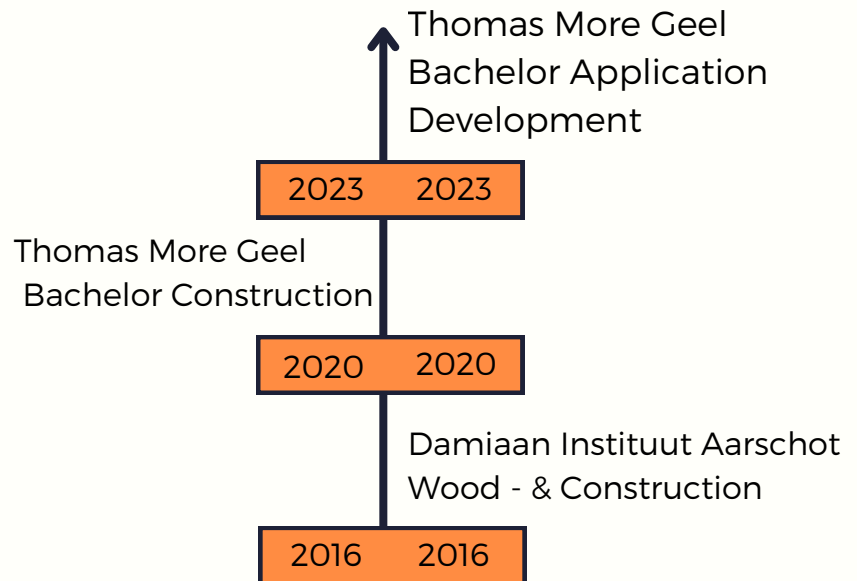 Thomas More Geel
Bachelor Application
Development
2023 2023
Thomas More Geel
Bachelor Construction
2020 2020
Damiaan Instituut Aarschot
Wood - & Construction
2016 2016